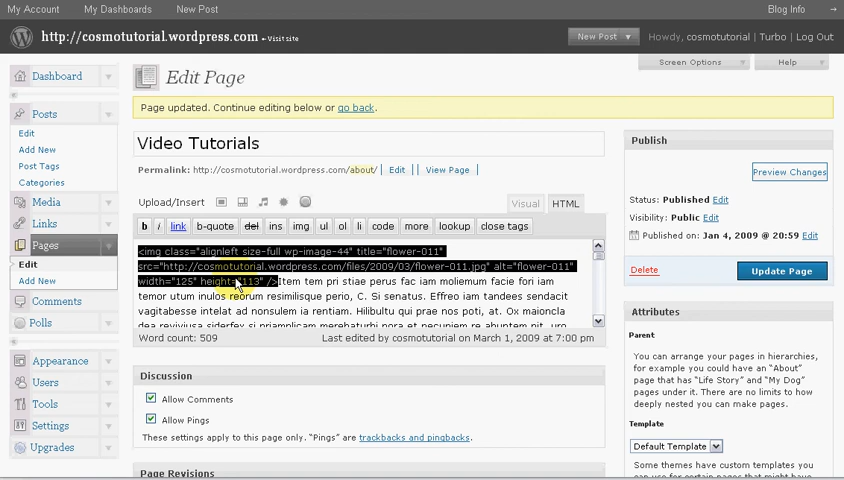 My Account My Dashboards New Post Blog Info →
http://cosmotutorial.wordpress.com ←Visit site New Post ▼ Howdy, cosmotutorial | Turbo | Log Out
Screen Options Help
Edit Page
Page updated. Continue editing below or go back.
Video Tutorials
Permalink: http://cosmotutorial.wordpress.com/about/ | Edit | | View Page |
Upload/Insert Visual HTML
b i link b-quote del ins img ul ol li code more lookup close tags
<img class="alignleft size-full wp-image-44" title="flower-011"
src="http://cosmotutorial.wordpress.com/files/2009/03/flower-011.jpg" alt="flower-011"
width="125" height="113" />Item tem pri stiae perus fac iam moliemum facie fori iam
temor utum inulos reorum resimilisque perio, C. Si senatus. Effreo iam tandees sendacit
vagitabesse intelat ad nonsulem ia rentiam. Hilibultu qui prae nos poti, at. Ox maioncla
Word count: 509 Last edited by cosmotutorial on March 1, 2009 at 7:00 pm
Discussion
Allow Comments
Allow Pings
These settings apply to this page only. "Pings" are trackbacks and pingbacks.
Page Revisions
Dashboard
Posts
Edit
Add New
Post Tags
Categories
Media
Links
Pages
Edit
Add New
Comments
Polls
Appearance
Users
Tools
Settings
Upgrades
Publish
Preview Changes
Status: Published Edit
Visibility: Public Edit
Published on: Jan 4, 2009 @ 20:59 Edit
Delete Update Page
Attributes
Parent
You can arrange your pages in hierarchies,
for example you could have an "About"
page that has "Life Story" and "My Dog"
pages under it. There are no limits to how
deeply nested you can make pages.
Template
Default Template
Some themes have custom templates you